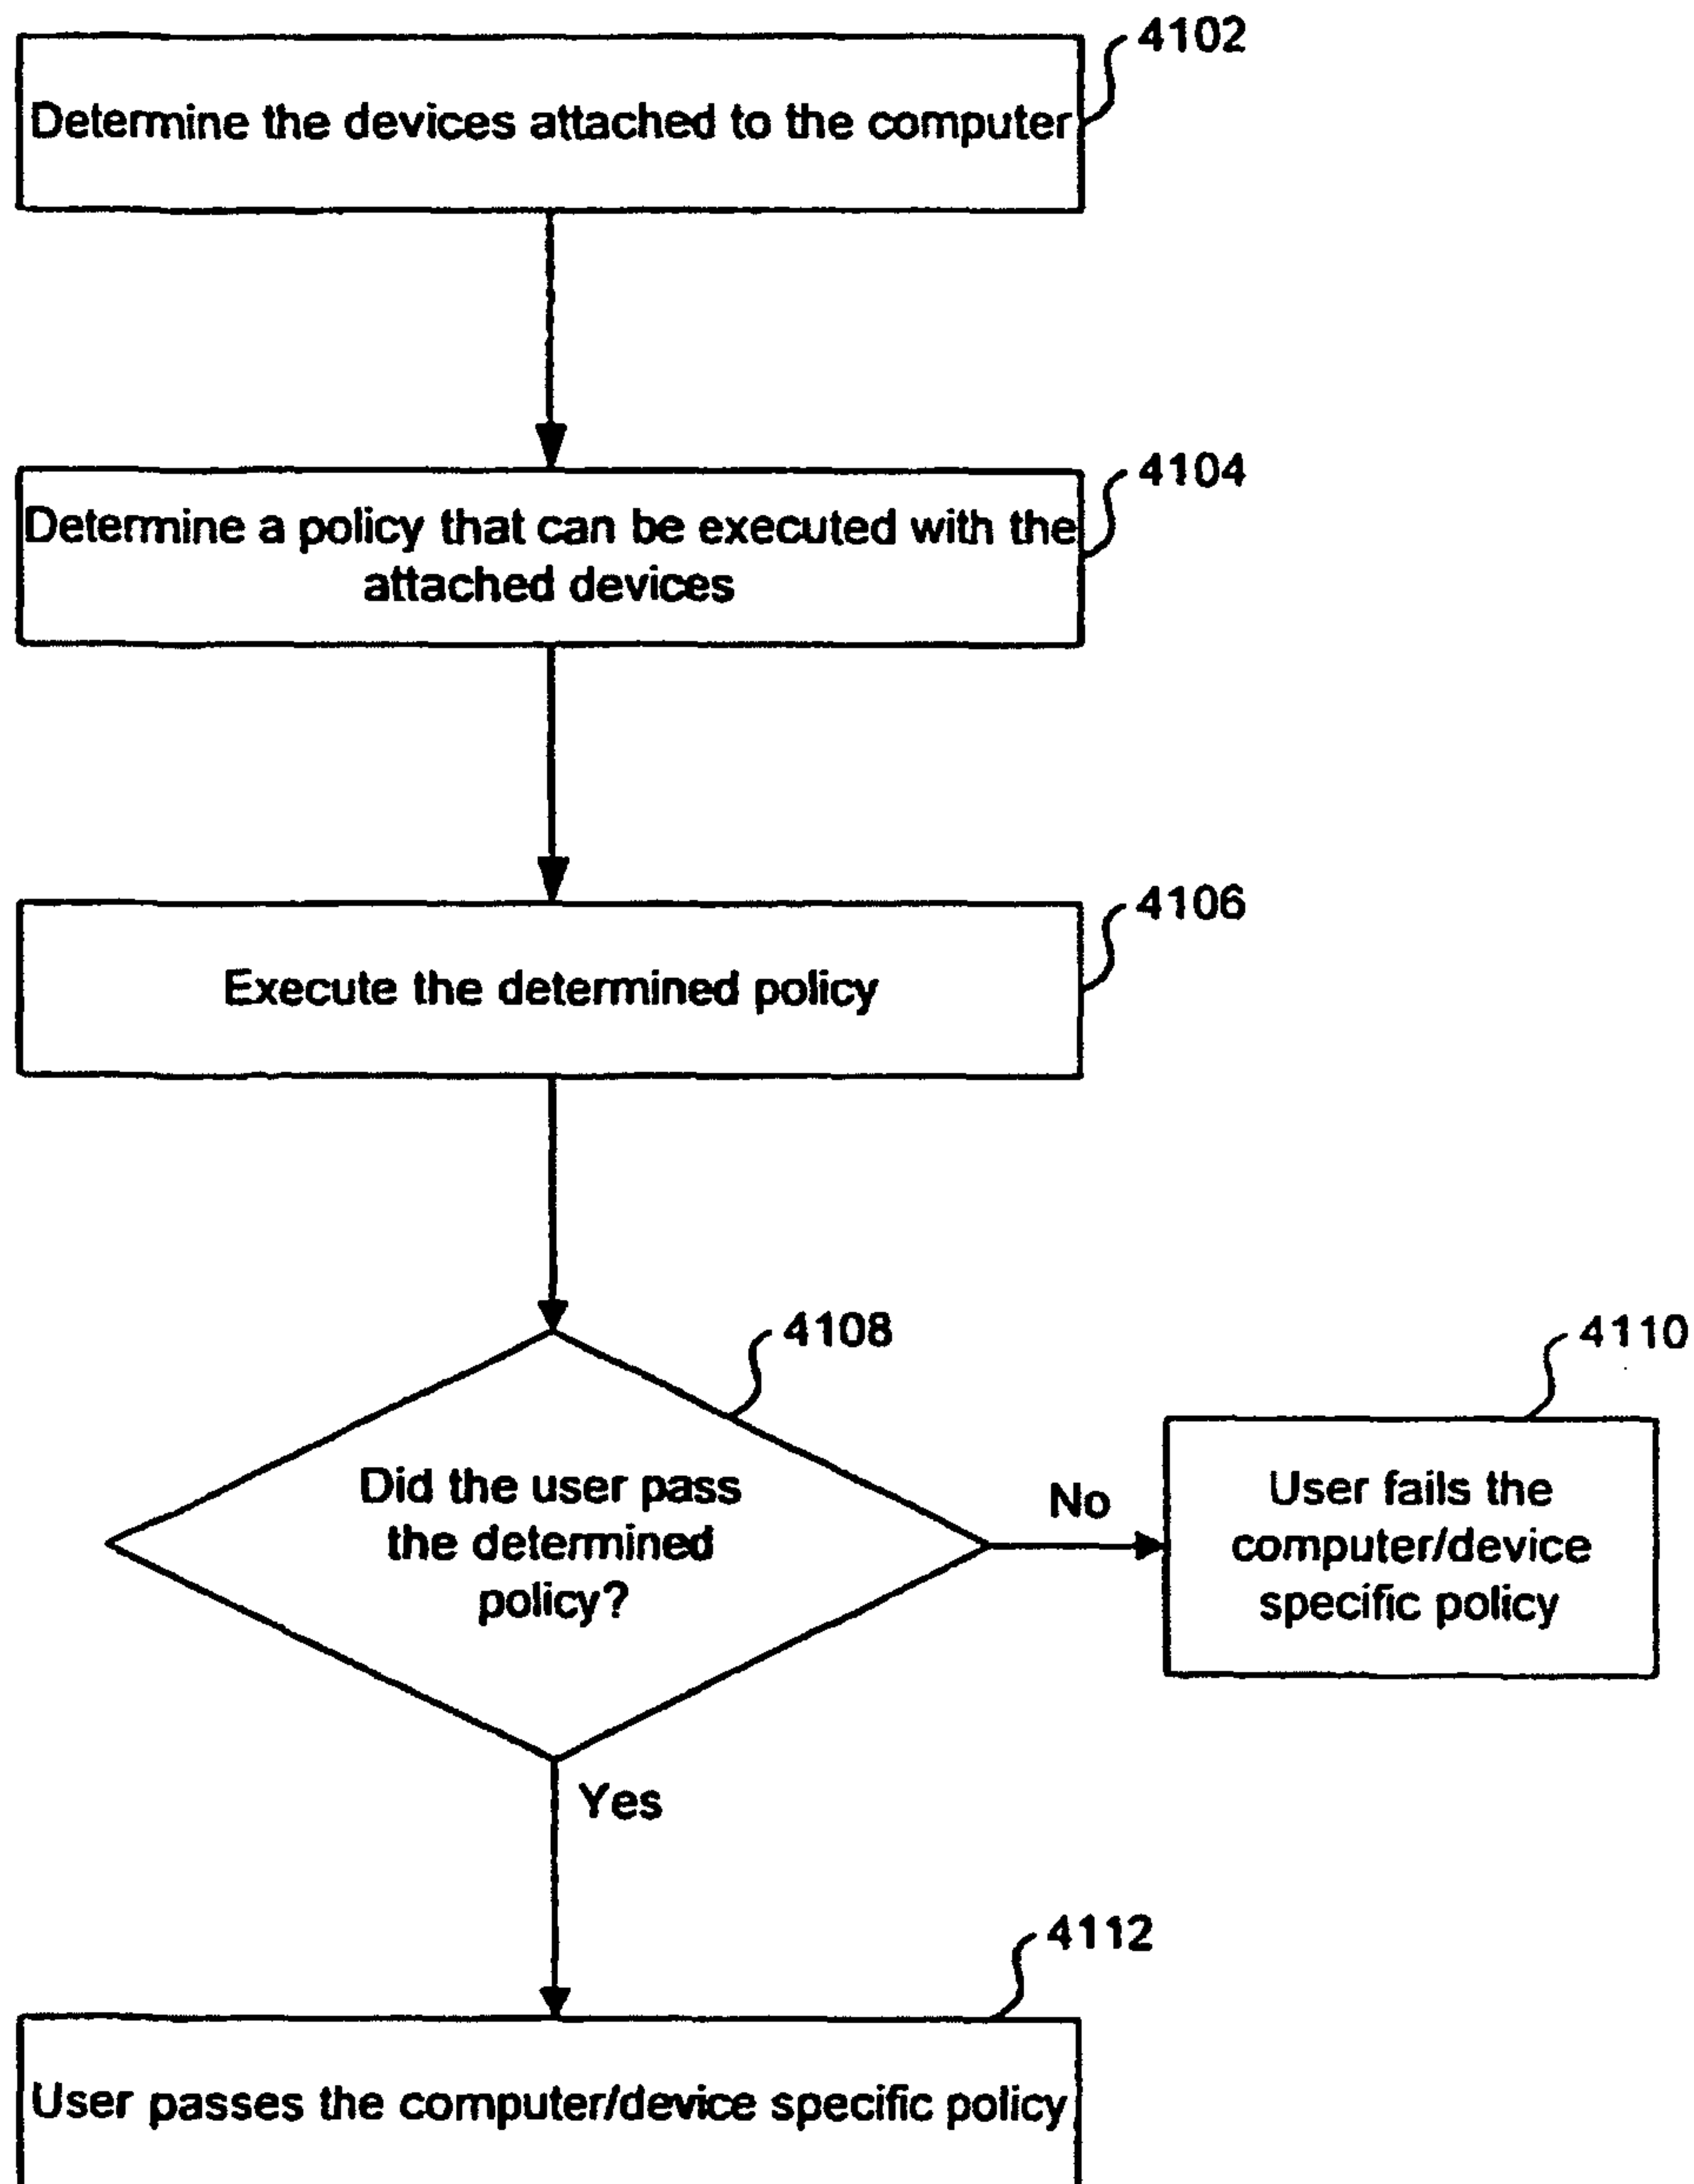 4102
Determine the devices attached to the computer
4104
Determine a policy that can be executed with the
attached devices
4106
Execute the determined policy
4108
Did the user pass
the determined
policy?
No
4110
User fails the
computer/device
specific policy
Yes
4112
User passes the computer/device specific policy